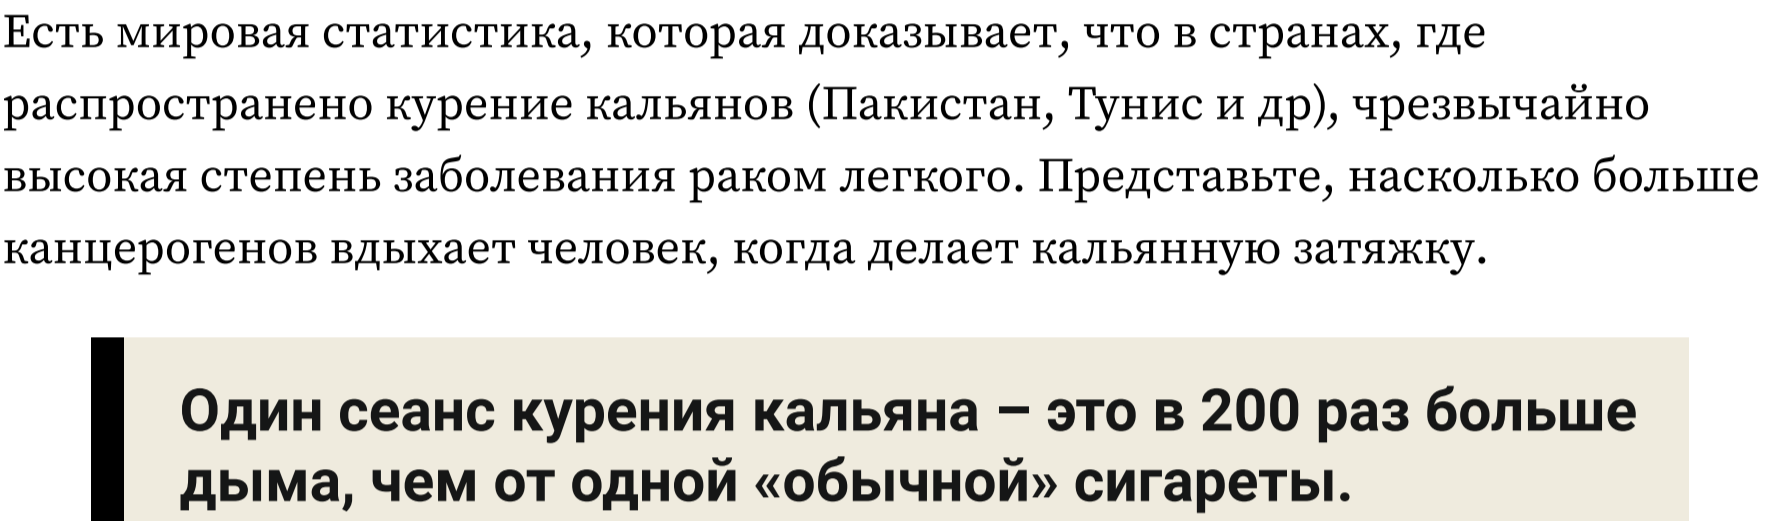 Есть мировая статистика, которая доказывает, что в странах, где
распространено курение кальянов (Пакистан, Тунис и др), чрезвычайно
высокая степень заболевания раком легкого. Представьте, насколько больше
канцерогенов вдыхает человек, когда делает кальянную затяжку.
Один сеанс курения кальяна – это в 200 раз больше
дыма, чем от одной «обычной» сигареты.